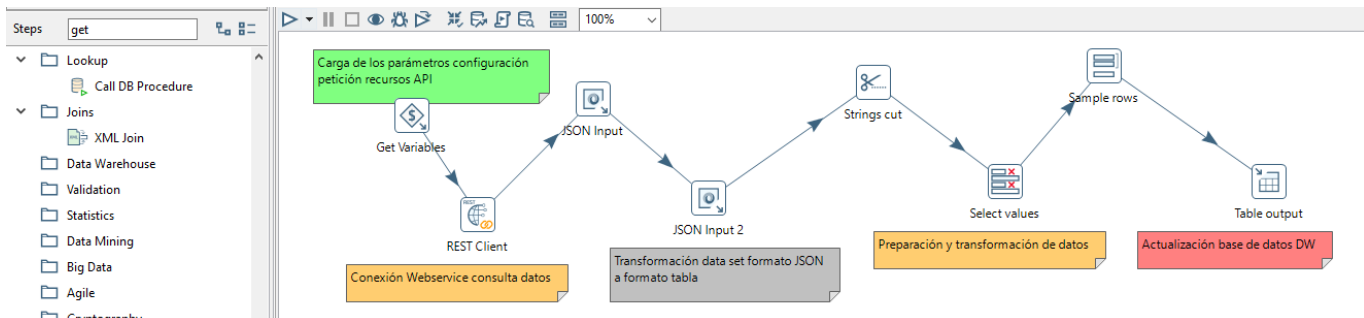 Steps
get
100%
Lookup
Call DB Procedure
Joins
XML Join
Data Warehouse
Validation
Statistics
Data Mining
Big Data
Agile
Cryptography
Carga de los parámetros configuración
petición recursos API
Get Variables
REST
REST Client
Conexión Webservice consulta datos
JSON Input
JSON Input 2
Transformación data set formato JSON
a formato tabla
Strings cut
Select values
Preparación y transformación de datos
Sample rows
Table output
Actualización base de datos DW